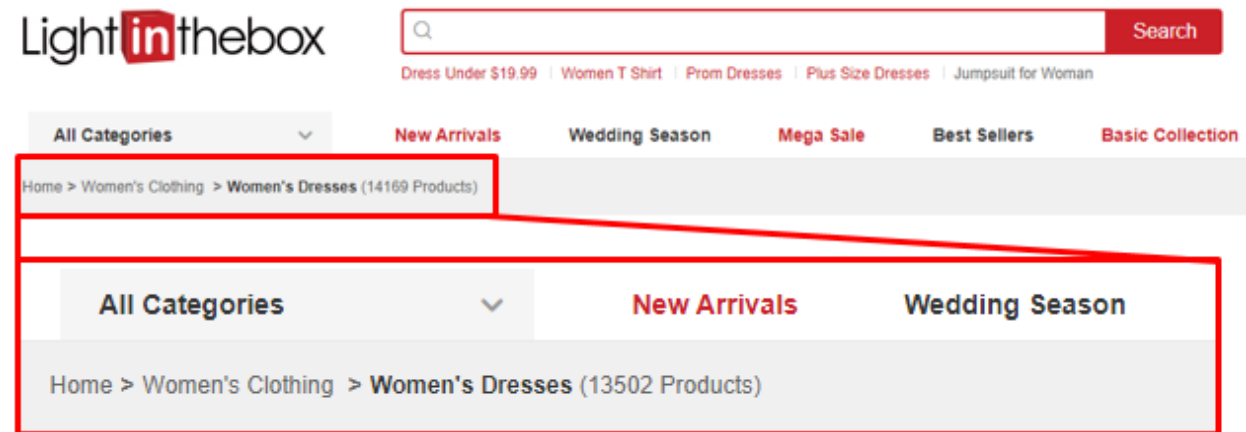 Lightinthebox
Search
Dress Under $19.99 Women T Shirt Prom Dresses Plus Size Dresses Jumpsuit for Woman
All Categories New Arrivals Wedding Season Mega Sale Best Sellers Basic Collection
Home > Women's Clothing > Women's Dresses (14169 Products)
All Categories New Arrivals Wedding Season
Home > Women's Clothing > Women's Dresses (13502 Products)